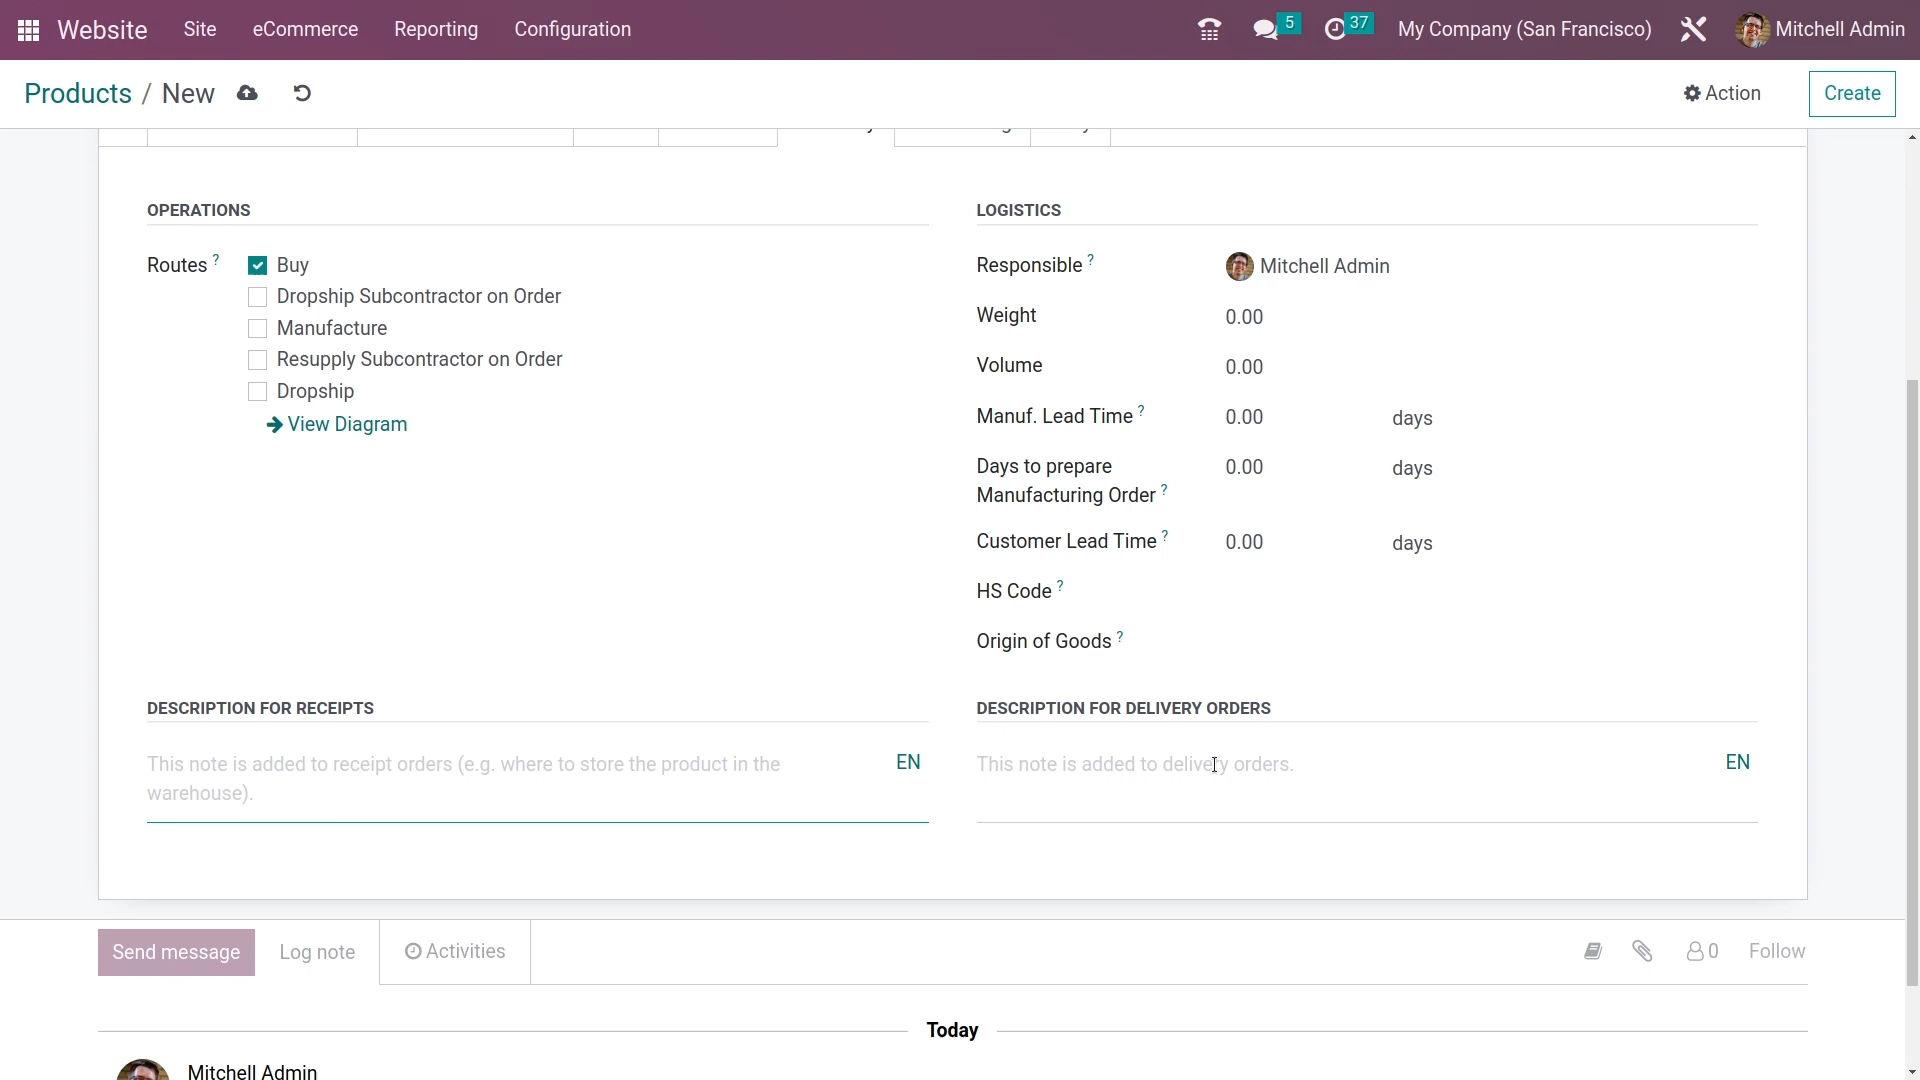 Website Site eCommerce Reporting Configuration 5 37 My Company (San Francisco) Mitchell Admin
Products / New Action Create
OPERATIONS
Routes ? Buy
Dropship Subcontractor on Order
Manufacture
Resupply Subcontractor on Order
Dropship
View Diagram
LOGISTICS
Responsible ? Mitchell Admin
Weight 0.00
Volume 0.00
Manuf. Lead Time ? 0.00 days
Days to prepare 0.00 days
Manufacturing Order ?
Customer Lead Time ? 0.00 days
HS Code ?
Origin of Goods ?
DESCRIPTION FOR RECEIPTS
This note is added to receipt orders (e.g. where to store the product in the EN
warehouse).
DESCRIPTION FOR DELIVERY ORDERS
This note is added to delivery orders. EN
Send message Log note Activities 0 Follow
Today
Mitchell Admin